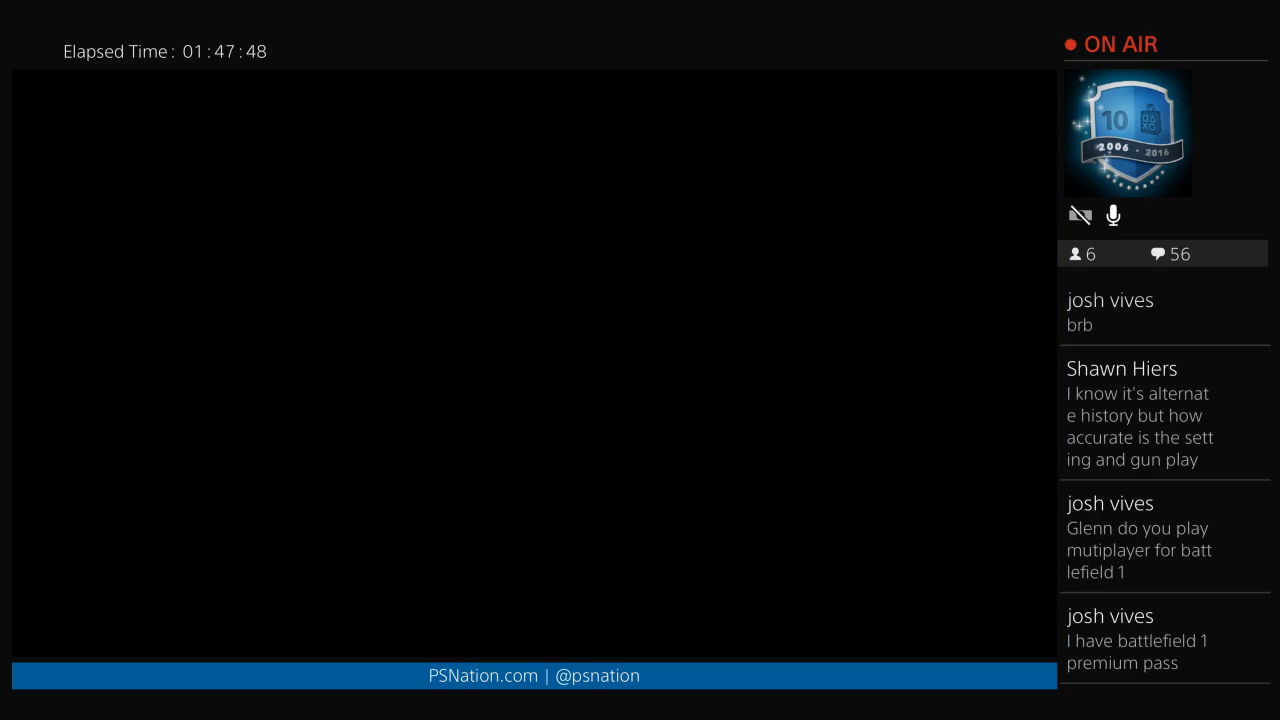 Elapsed Time: 01:47:48
ON AIR
10
2006 - 2016
6 56
josh vives
brb
Shawn Hiers
I know it's alternat
e history but how
accurate is the sett
ing and gun play
josh vives
Glenn do you play
mutiplayer for batt
lefield 1
josh vives
I have battlefield 1
premium pass
PSNation.com | @psnation